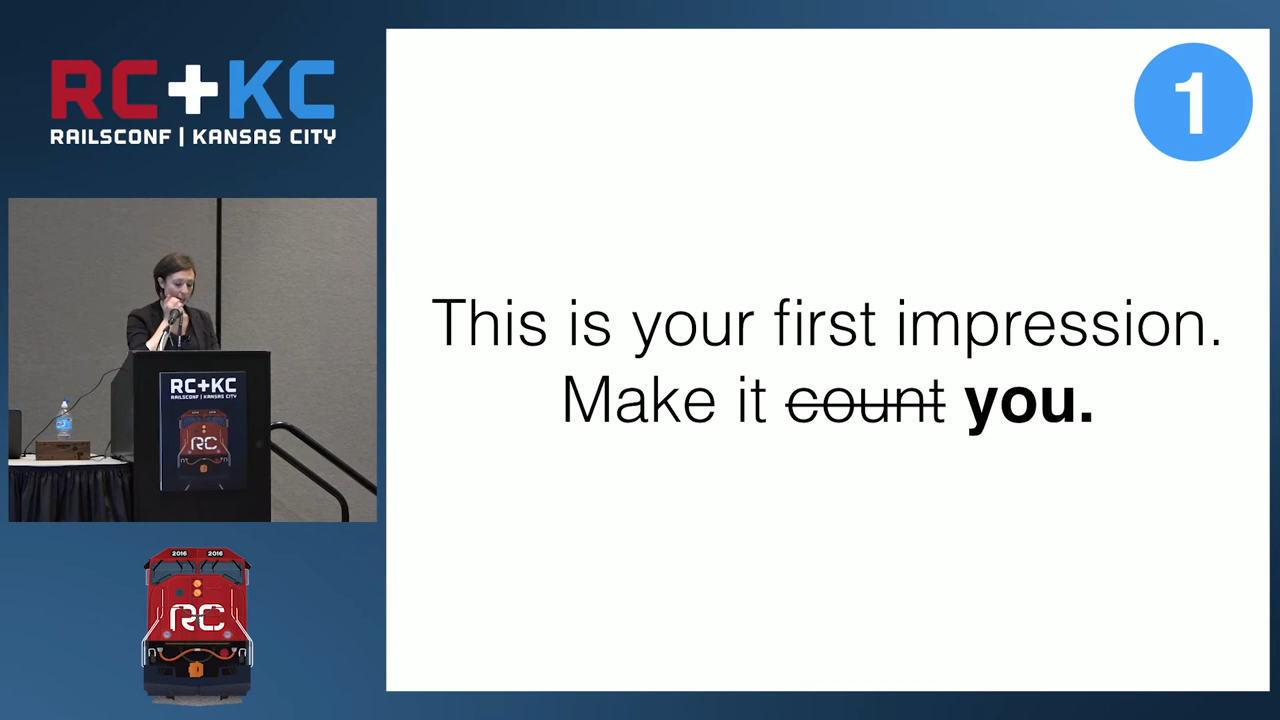 RC+KC
RAILSCONF | KANSAS CITY
1
This is your first impression.
Make it ~~count~~ you.
RC+KC
RAILSCONF | KANSAS CITY
RC
2016 2016
RC